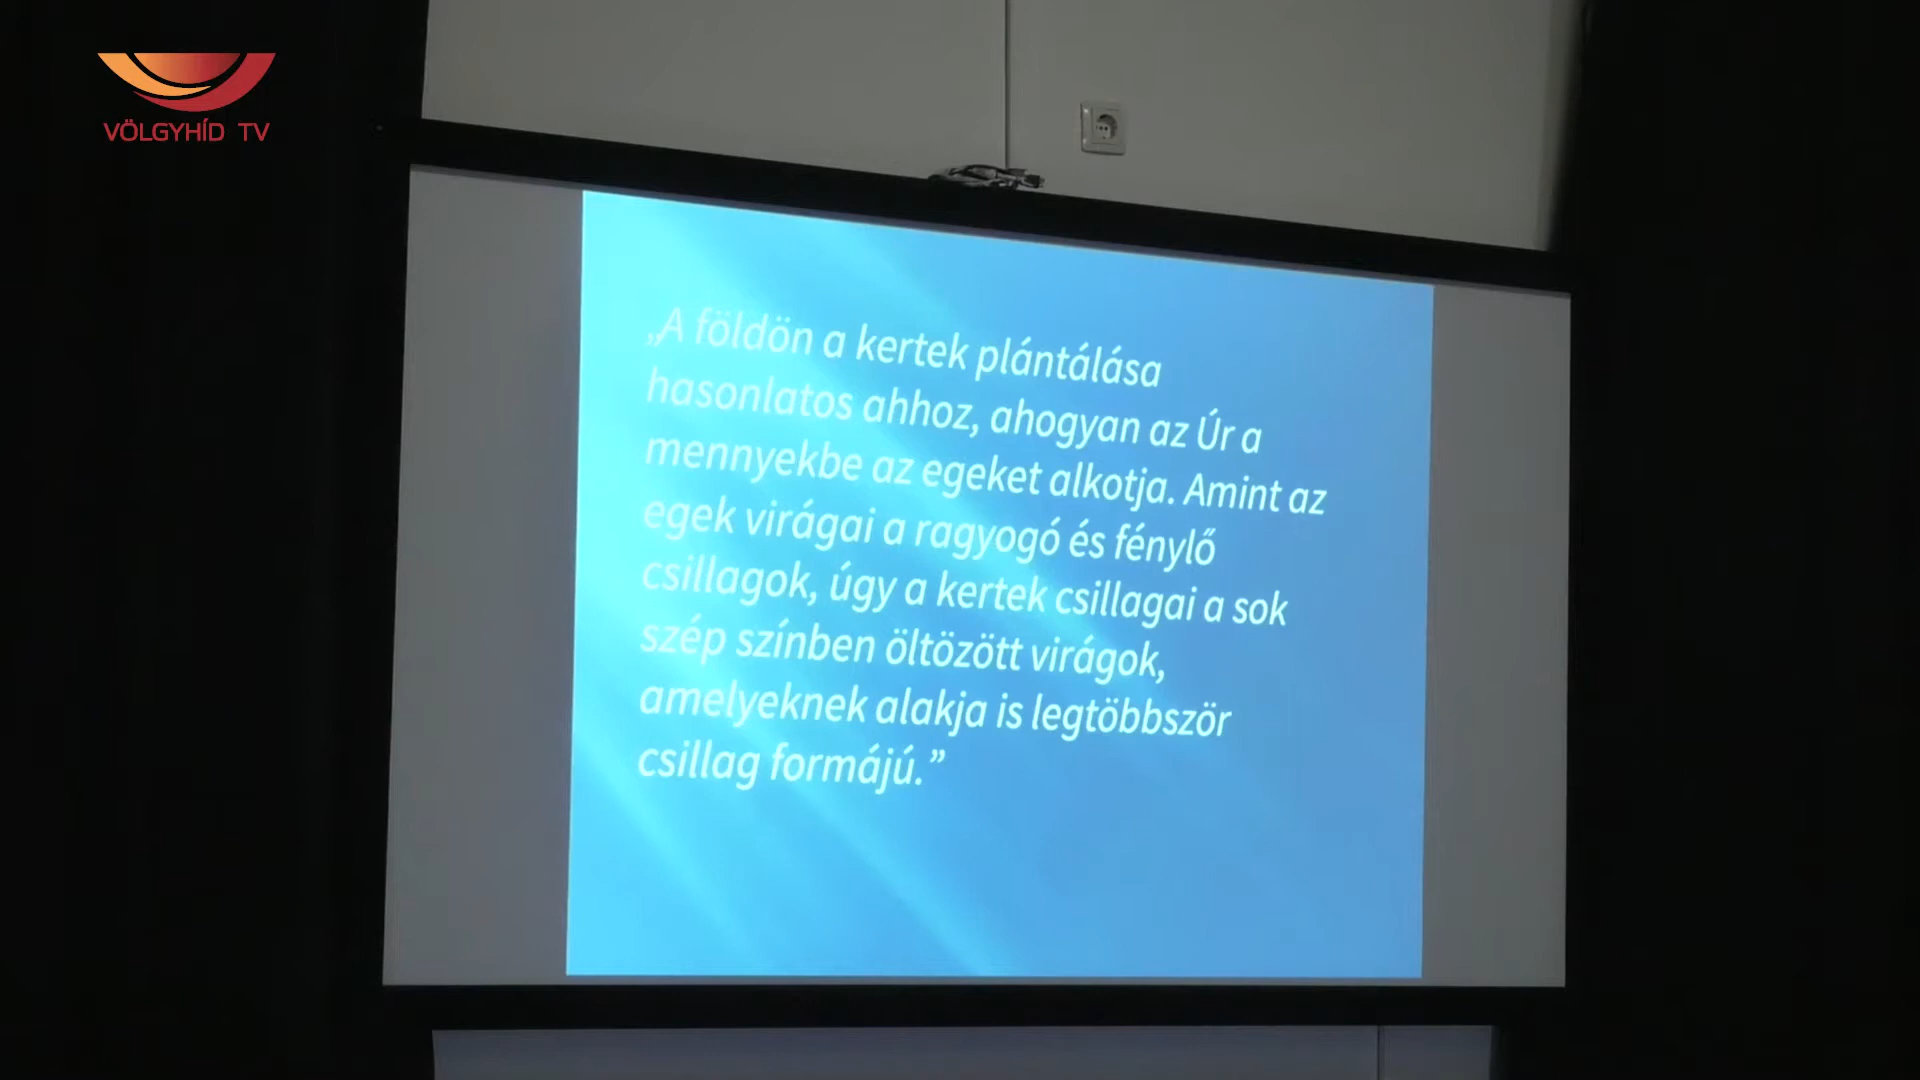 VÖLGYHÍD TV
„A földön a kertek plántálása
hasonlatos ahhoz, ahogyan az Úr a
mennyekbe az egeket alkotja. Amint az
egek virágai a ragyogó és fénylő
csillagok, úgy a kertek csillagai a sok
szép színben öltözött virágok,
amelyeknek alakja is legtöbbször
csillag formájú.”